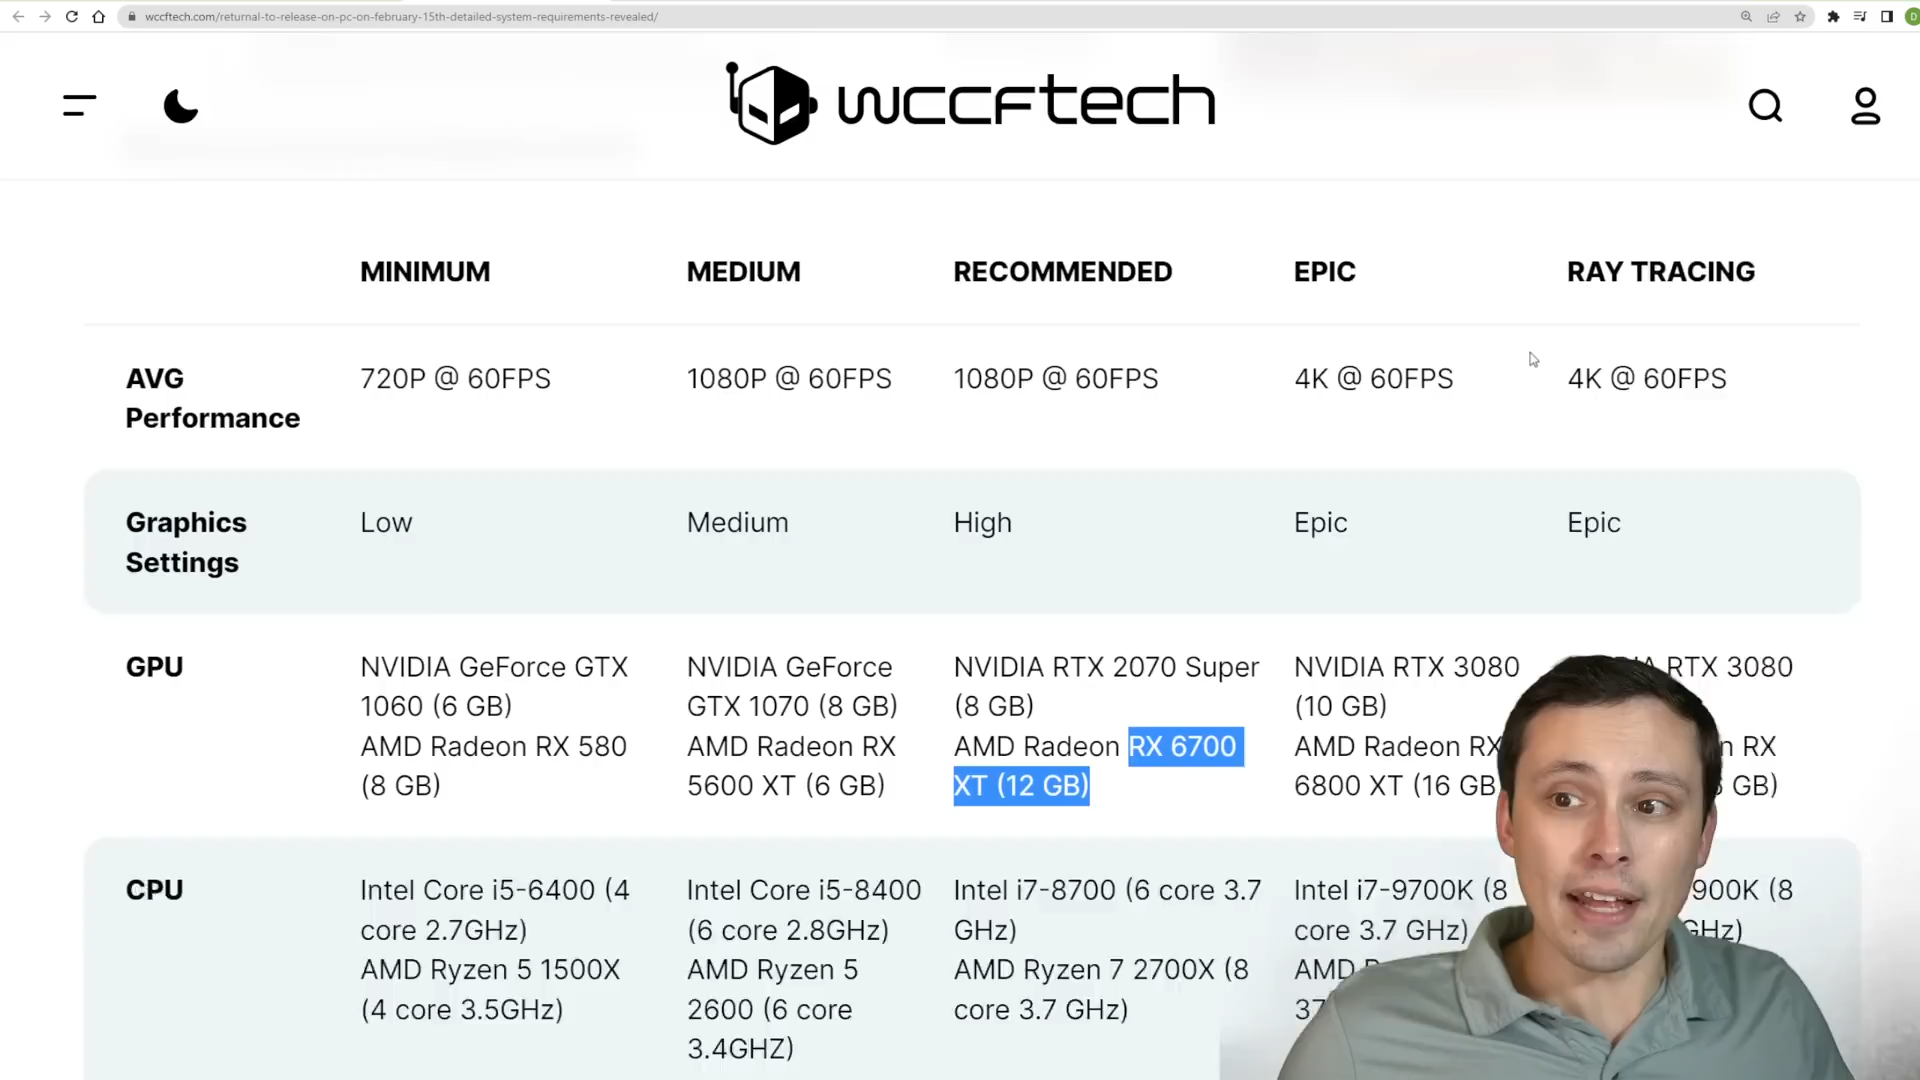 wccftech.com/returnal-to-release-on-pc-on-february-15th-detailed-system-requirements-revealed/
D
wccftech
MINIMUM MEDIUM RECOMMENDED EPIC RAY TRACING
AVG
Performance
720P @ 60FPS
1080P @ 60FPS
1080P @ 60FPS
4K @ 60FPS
4K @ 60FPS
Graphics
Settings
Low
Medium
High
Epic
Epic
GPU
NVIDIA GeForce GTX
1060 (6 GB)
AMD Radeon RX 580
(8 GB)
NVIDIA GeForce
GTX 1070 (8 GB)
AMD Radeon RX
5600 XT (6 GB)
NVIDIA RTX 2070 Super
(8 GB)
AMD Radeon RX 6700
XT (12 GB)
NVIDIA RTX 3080
(10 GB)
AMD Radeon RX
6800 XT (16 GB
RTX 3080
RX
GB)
CPU
Intel Core i5-6400 (4
core 2.7GHz)
AMD Ryzen 5 1500X
(4 core 3.5GHz)
Intel Core i5-8400
(6 core 2.8GHz)
AMD Ryzen 5
2600 (6 core
3.4GHZ)
Intel i7-8700 (6 core 3.7
GHz)
AMD Ryzen 7 2700X (8
core 3.7 GHz)
Intel i7-9700K (8
core 3.7 GHz)
AMD
900K (8
GHz)